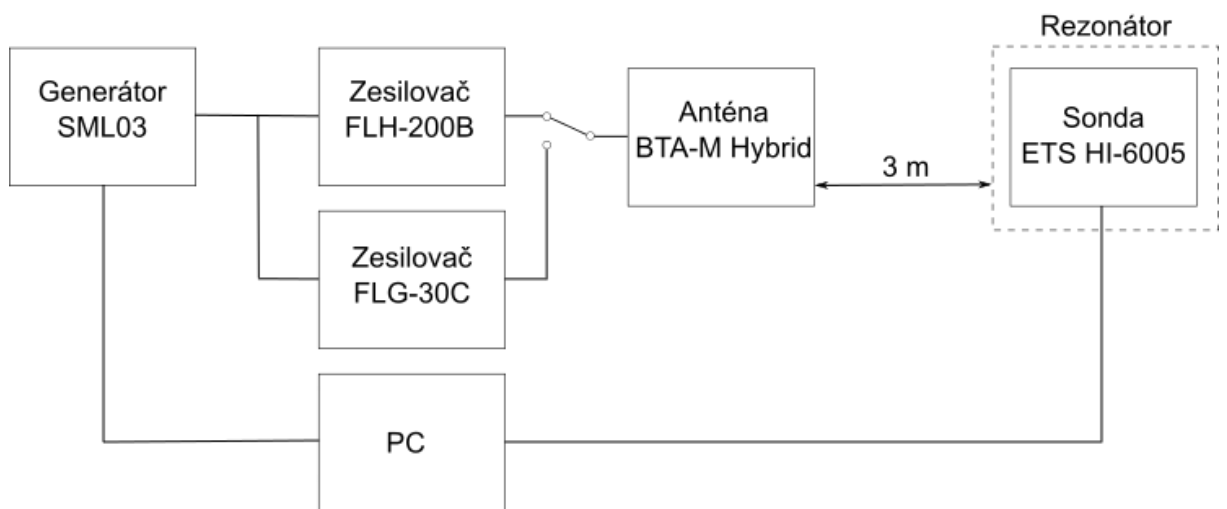 Rezonátor
Generátor
SML03
Zesilovač
FLH-200B
Anténa
BTA-M Hybrid
3 m
Sonda
ETS HI-6005
Zesilovač
FLG-30C
PC